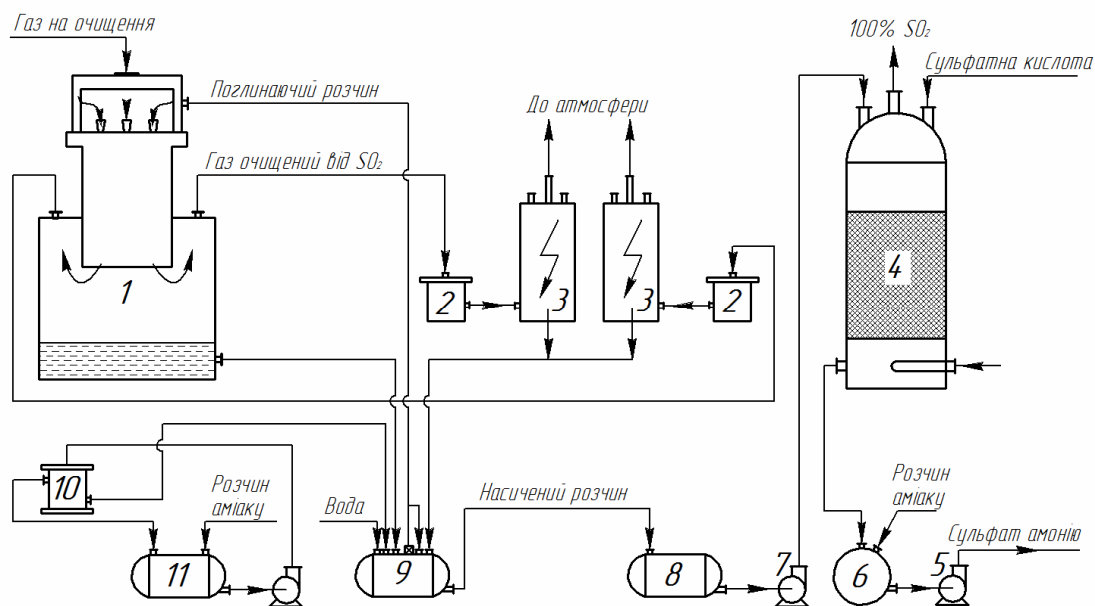 Газ на очищення
100% SO₂
Сульфатна кислота
Поглинаючий розчин
До атмосфери
Газ очищений від SO₂
1
2
3
3
2
4
10
Розчин
аміаку
Вода
Насичений розчин
Розчин
аміаку
Сульфат амонію
11
9
8
7
6
5